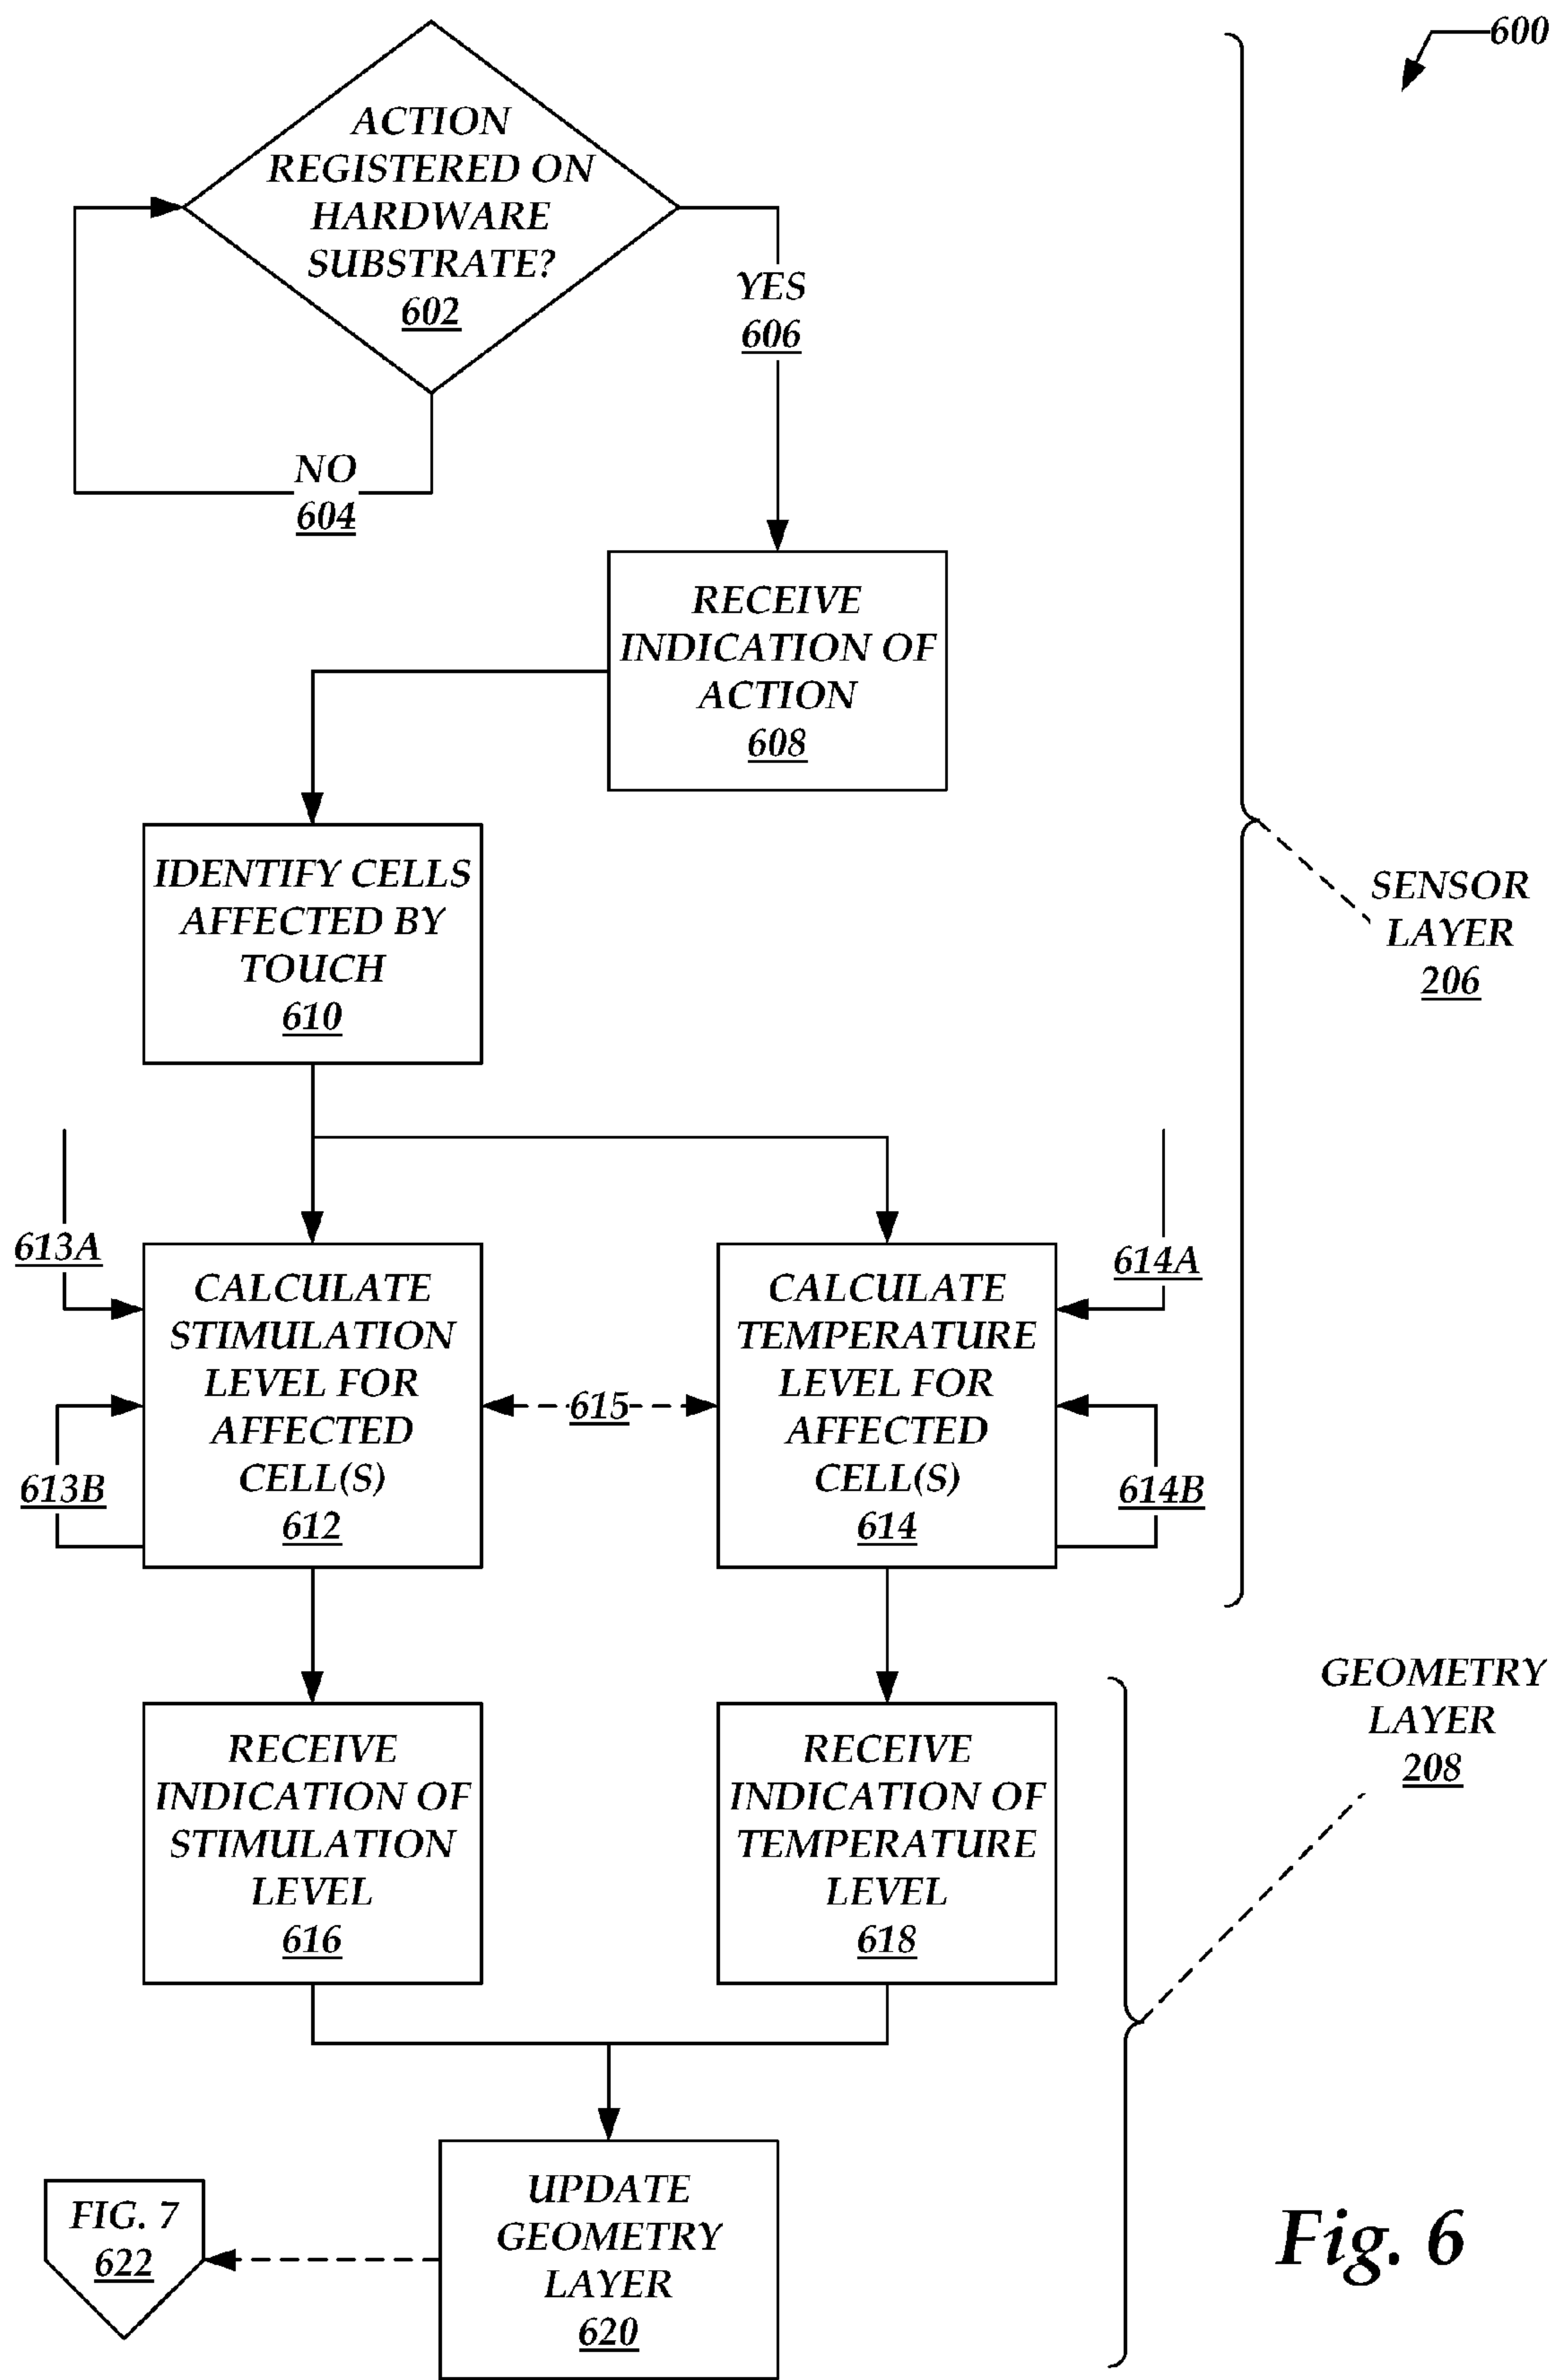 600
ACTION
REGISTERED ON
HARDWARE
SUBSTRATE?
602
YES
606
NO
604
RECEIVE
INDICATION OF
ACTION
608
IDENTIFY CELLS
AFFECTED BY
TOUCH
610
SENSOR
LAYER
206
613A
CALCULATE
STIMULATION
LEVEL FOR
AFFECTED
CELL(S)
612
613B
615
CALCULATE
TEMPERATURE
LEVEL FOR
AFFECTED
CELL(S)
614
614A
614B
RECEIVE
INDICATION OF
STIMULATION
LEVEL
616
RECEIVE
INDICATION OF
TEMPERATURE
LEVEL
618
GEOMETRY
LAYER
208
UPDATE
GEOMETRY
LAYER
620
FIG. 7
622
Fig. 6